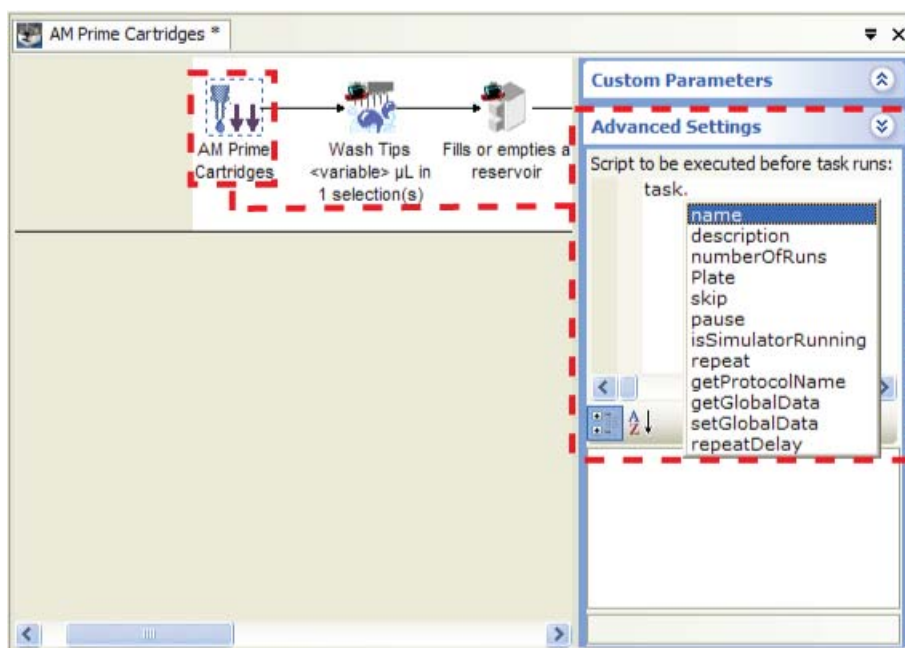 AM Prime Cartridges *
AM Prime
Cartridges
Wash Tips
<variable> µL in
1 selection(s)
Fills or empties a
reservoir
Custom Parameters
Advanced Settings
Script to be executed before task runs:
task.
name
description
numberOfRuns
Plate
skip
pause
isSimulatorRunning
repeat
getProtocolName
getGlobalData
setGlobalData
repeatDelay
A
Z